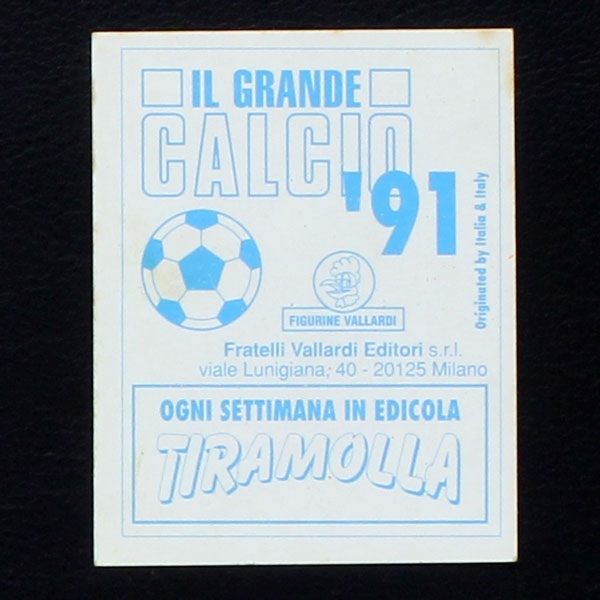 IL GRANDE
CALCIO
'91
Originated by Italia & Italy
FIGURINE VALLARDI
Fratelli Vallardi Editori s.r.l.
viale Lunigiana, 40 - 20125 Milano
OGNI SETTIMANA IN EDICOLA
TIRAMOLLA